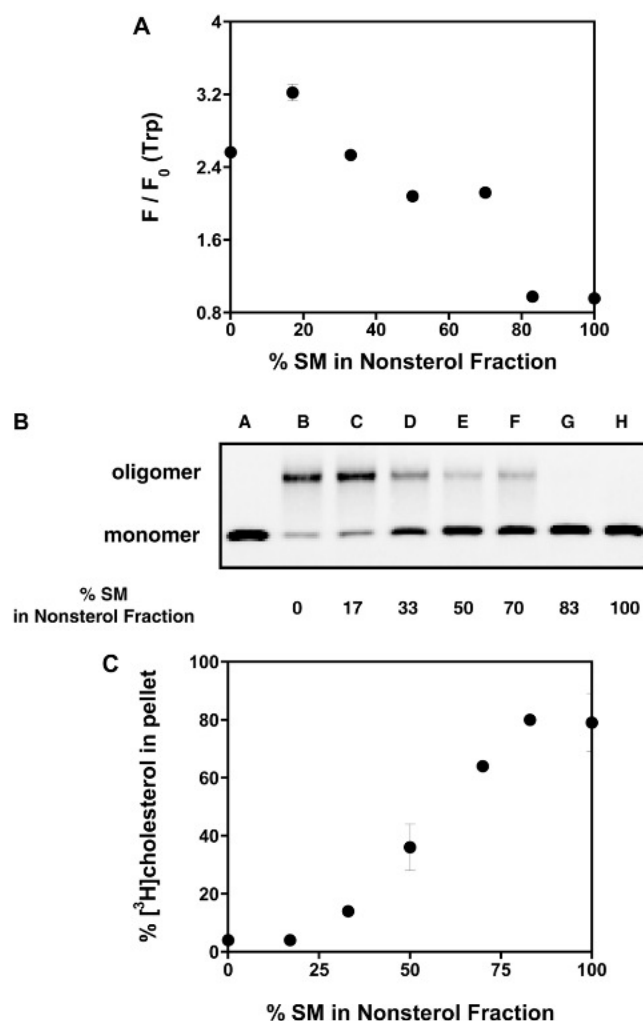 A
4
3.2
2.4
1.6
0.8
F / F0 (Trp)
0 20 40 60 80 100
% SM in Nonsterol Fraction
B
A B C D E F G H
oligomer
monomer
% SM
in Nonsterol Fraction
0 17 33 50 70 83 100
C
100
80
60
40
20
0
% [3H]cholesterol in pellet
0 25 50 75 100
% SM in Nonsterol Fraction